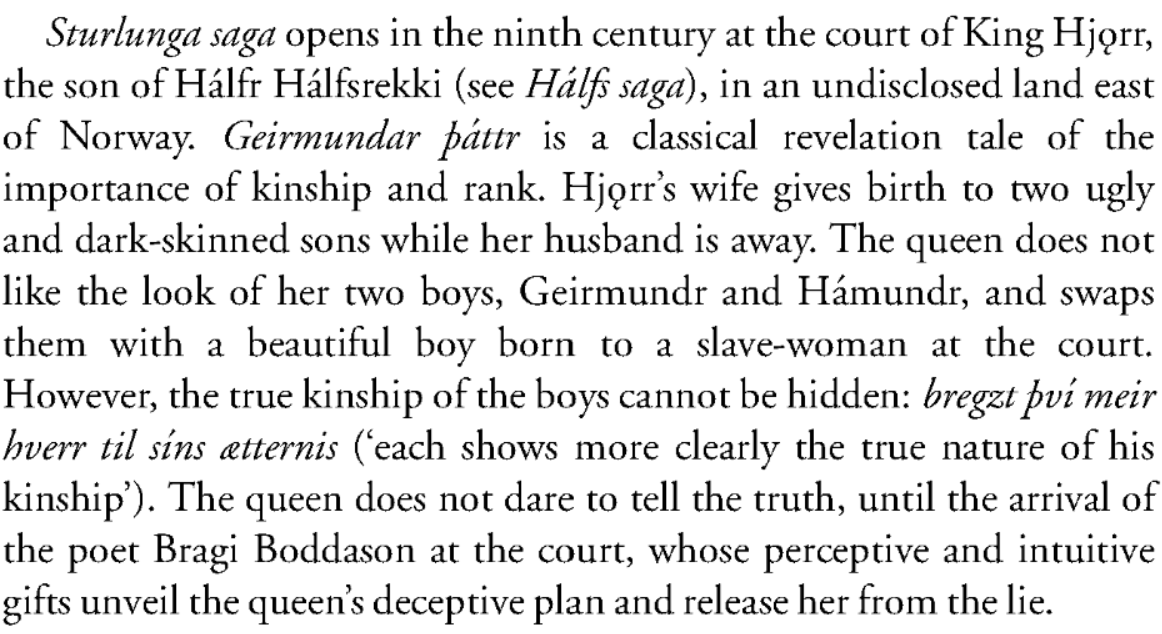 Sturlunga saga opens in the ninth century at the court of King Hjǫrr,
the son of Hálfr Hálfsrekki (see Hálfs saga), in an undisclosed land east
of Norway. Geirmundar þáttr is a classical revelation tale of the
importance of kinship and rank. Hjǫrr’s wife gives birth to two ugly
and dark-skinned sons while her husband is away. The queen does not
like the look of her two boys, Geirmundr and Hámundr, and swaps
them with a beautiful boy born to a slave-woman at the court.
However, the true kinship of the boys cannot be hidden: bregzt því meir
hverr til síns ætternis (‘each shows more clearly the true nature of his
kinship’). The queen does not dare to tell the truth, until the arrival of
the poet Bragi Boddason at the court, whose perceptive and intuitive
gifts unveil the queen’s deceptive plan and release her from the lie.